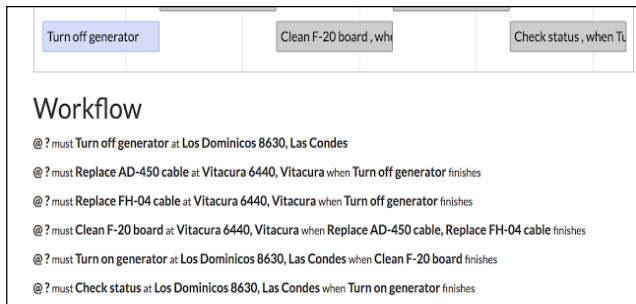 Turn off generator
Clean F-20 board , whe
Check status , when Tu
Workflow
@ ? must Turn off generator at Los Dominicos 8630, Las Condes
@ ? must Replace AD-450 cable at Vitacura 6440, Vitacura when Turn off generator finishes
@ ? must Replace FH-04 cable at Vitacura 6440, Vitacura when Turn off generator finishes
@ ? must Clean F-20 board at Vitacura 6440, Vitacura when Replace AD-450 cable, Replace FH-04 cable finishes
@ ? must Turn on generator at Los Dominicos 8630, Las Condes when Clean F-20 board finishes
@ ? must Check status at Los Dominicos 8630, Las Condes when Turn on generator finishes